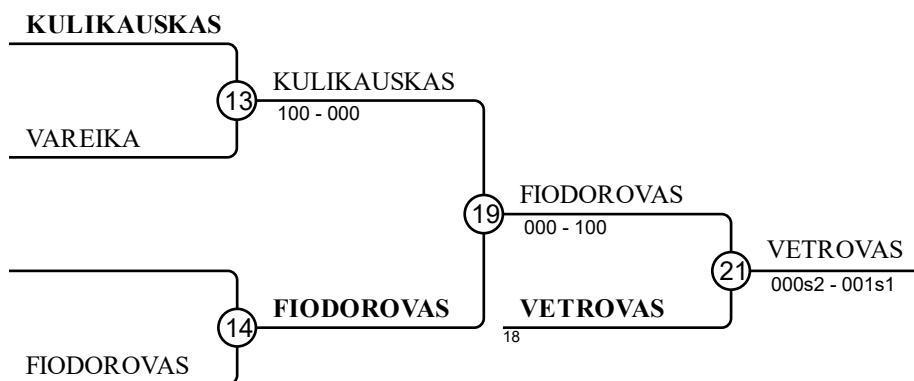 KULIKAUSKAS
13
KULIKAUSKAS
100 - 000
VAREIKA
19
FIODOROVAS
000 - 100
21
VETROVAS
000s2 - 001s1
14
FIODOROVAS
VETROVAS
18
FIODOROVAS